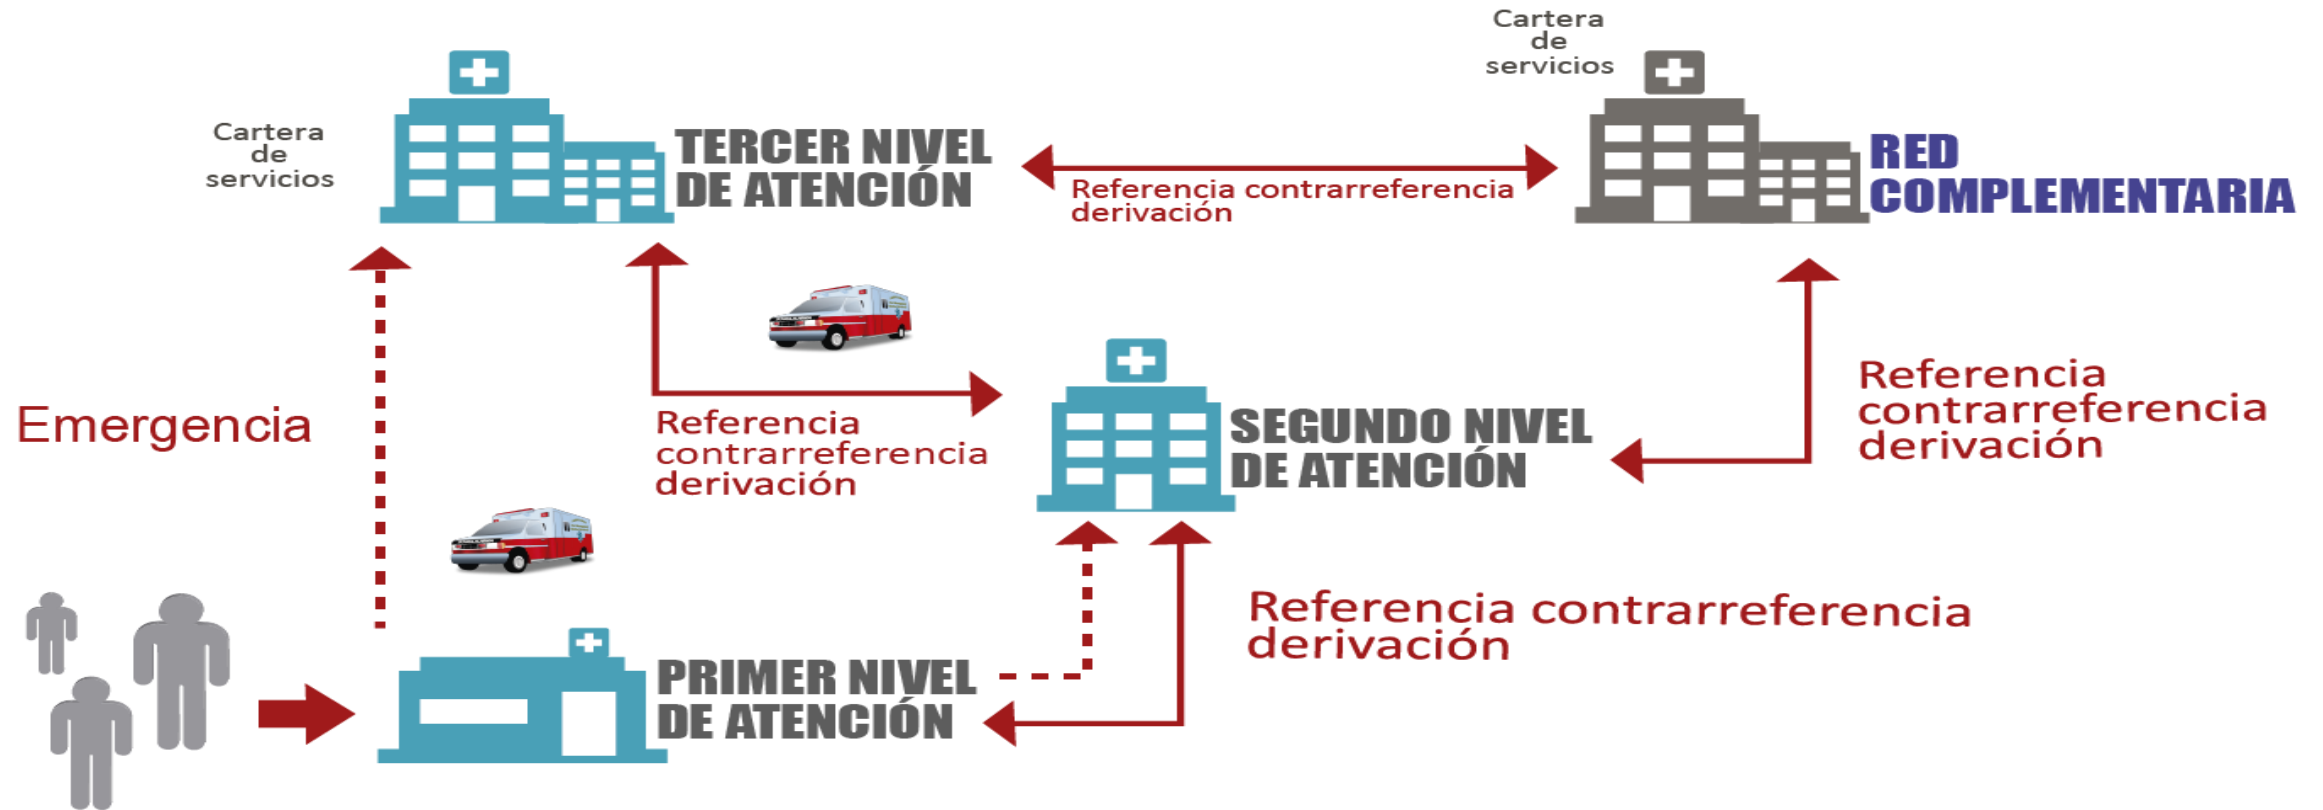 Cartera
de
servicios
Cartera
de
servicios
TERCER NIVEL
DE ATENCIÓN
Referencia contrarreferencia
derivación
RED
COMPLEMENTARIA
Emergencia
Referencia
contrarreferencia
derivación
SEGUNDO NIVEL
DE ATENCIÓN
Referencia
contrarreferencia
derivación
Referencia contrarreferencia
derivación
PRIMER NIVEL
DE ATENCIÓN